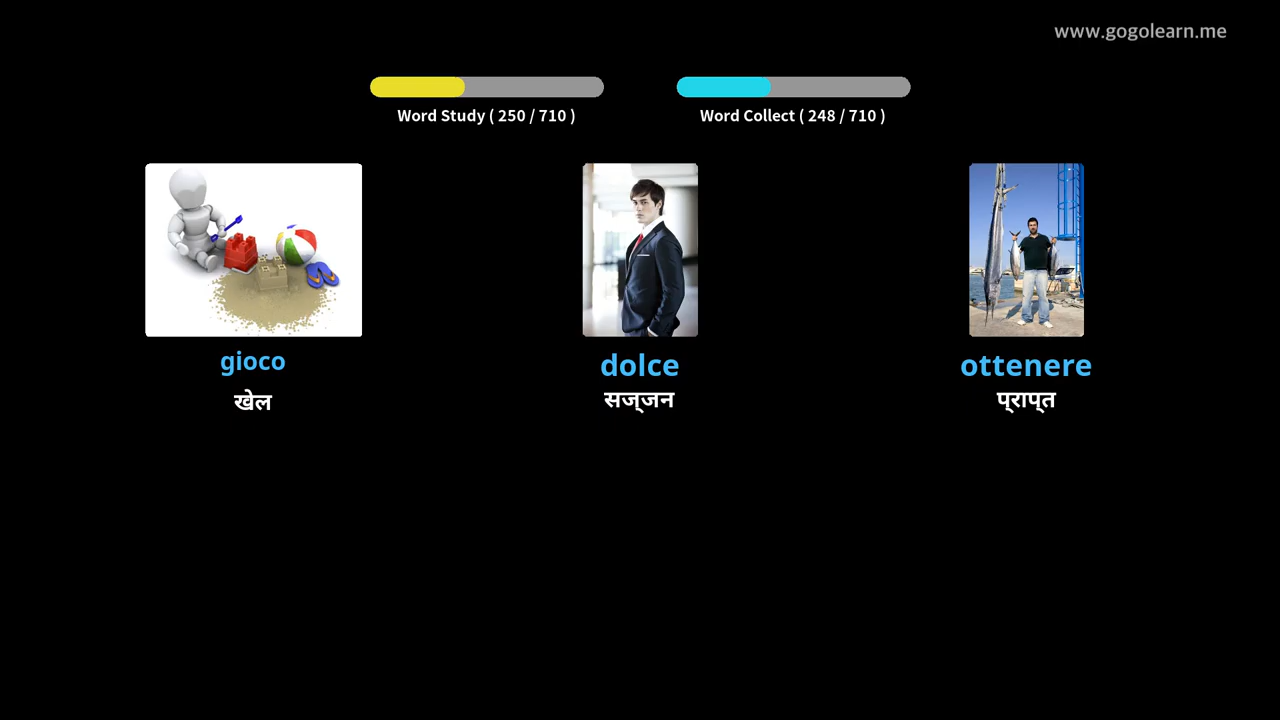 www.gogolearn.me
Word Study ( 250 / 710 )
Word Collect ( 248 / 710 )
gioco
खेल
dolce
सज्जन
ottenere
प्राप्त